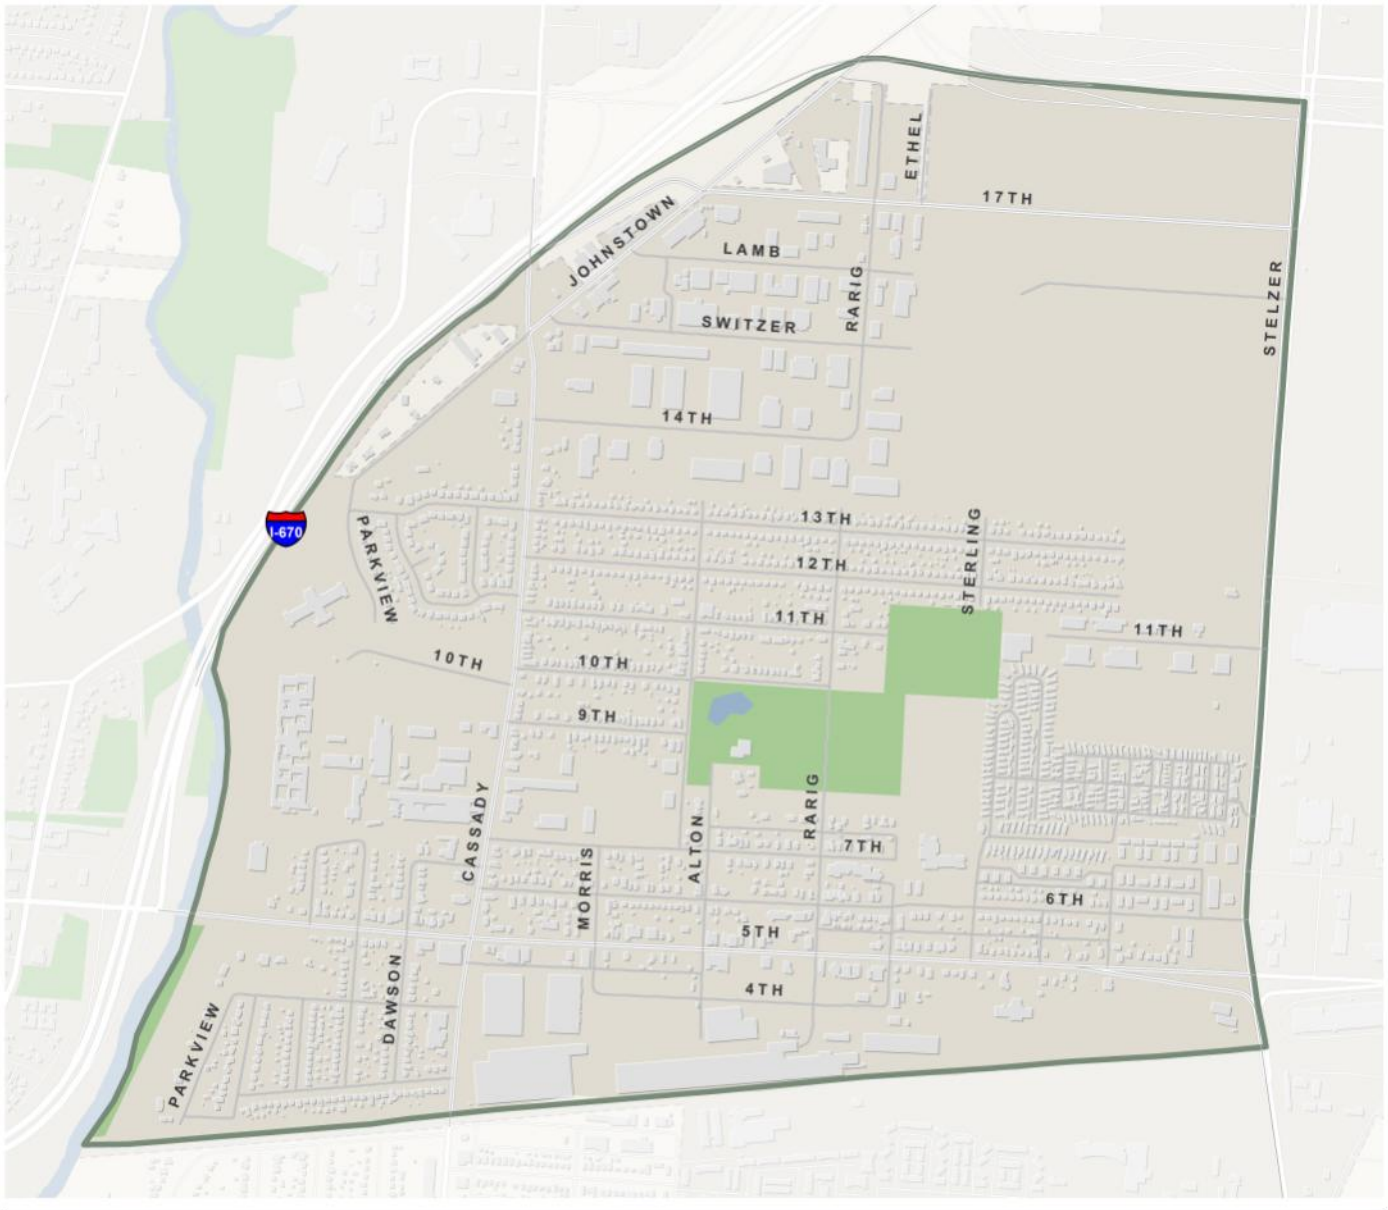 ETHEL
17TH
JOHNSTOWN
LAMB
RARIG
STELZER
SWITZER
14TH
I-670
PARKVIEW
13TH
STERLING
12TH
11TH
11TH
10TH
10TH
9TH
CASSADY
RARIG
ALTON
7TH
MORRIS
6TH
5TH
DAWSON
4TH
PARKVIEW